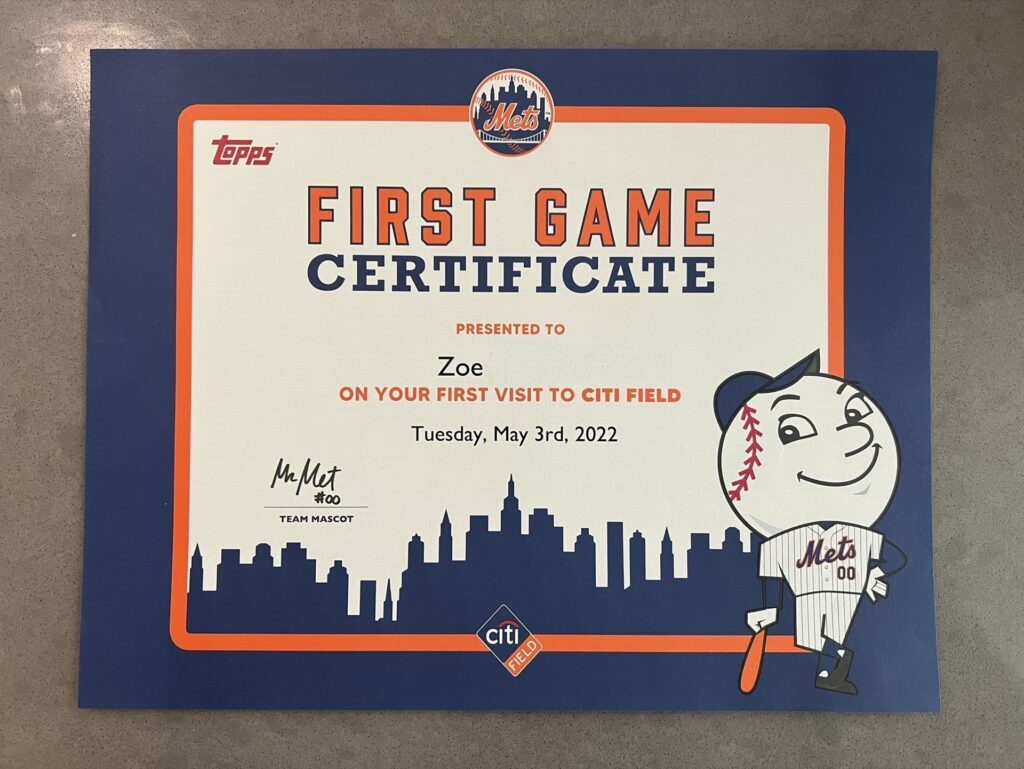 Mets
Topps
FIRST GAME
CERTIFICATE
PRESENTED TO
Zoe
ON YOUR FIRST VISIT TO CITI FIELD
Tuesday, May 3rd, 2022
Mr Met
#00
TEAM MASCOT
Mets
00
citi
FIELD